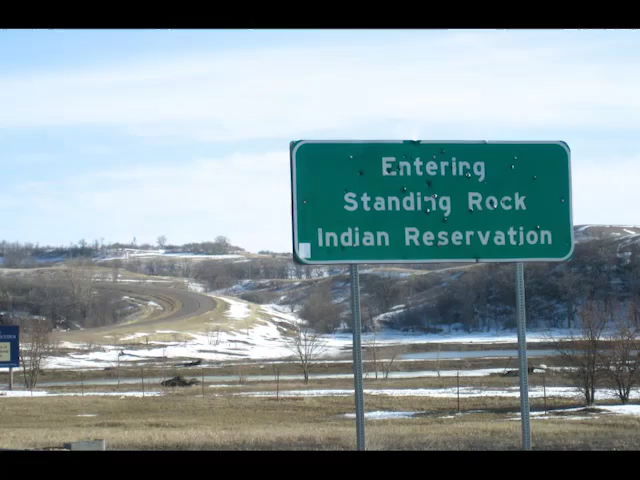 Entering
Standing Rock
Indian Reservation